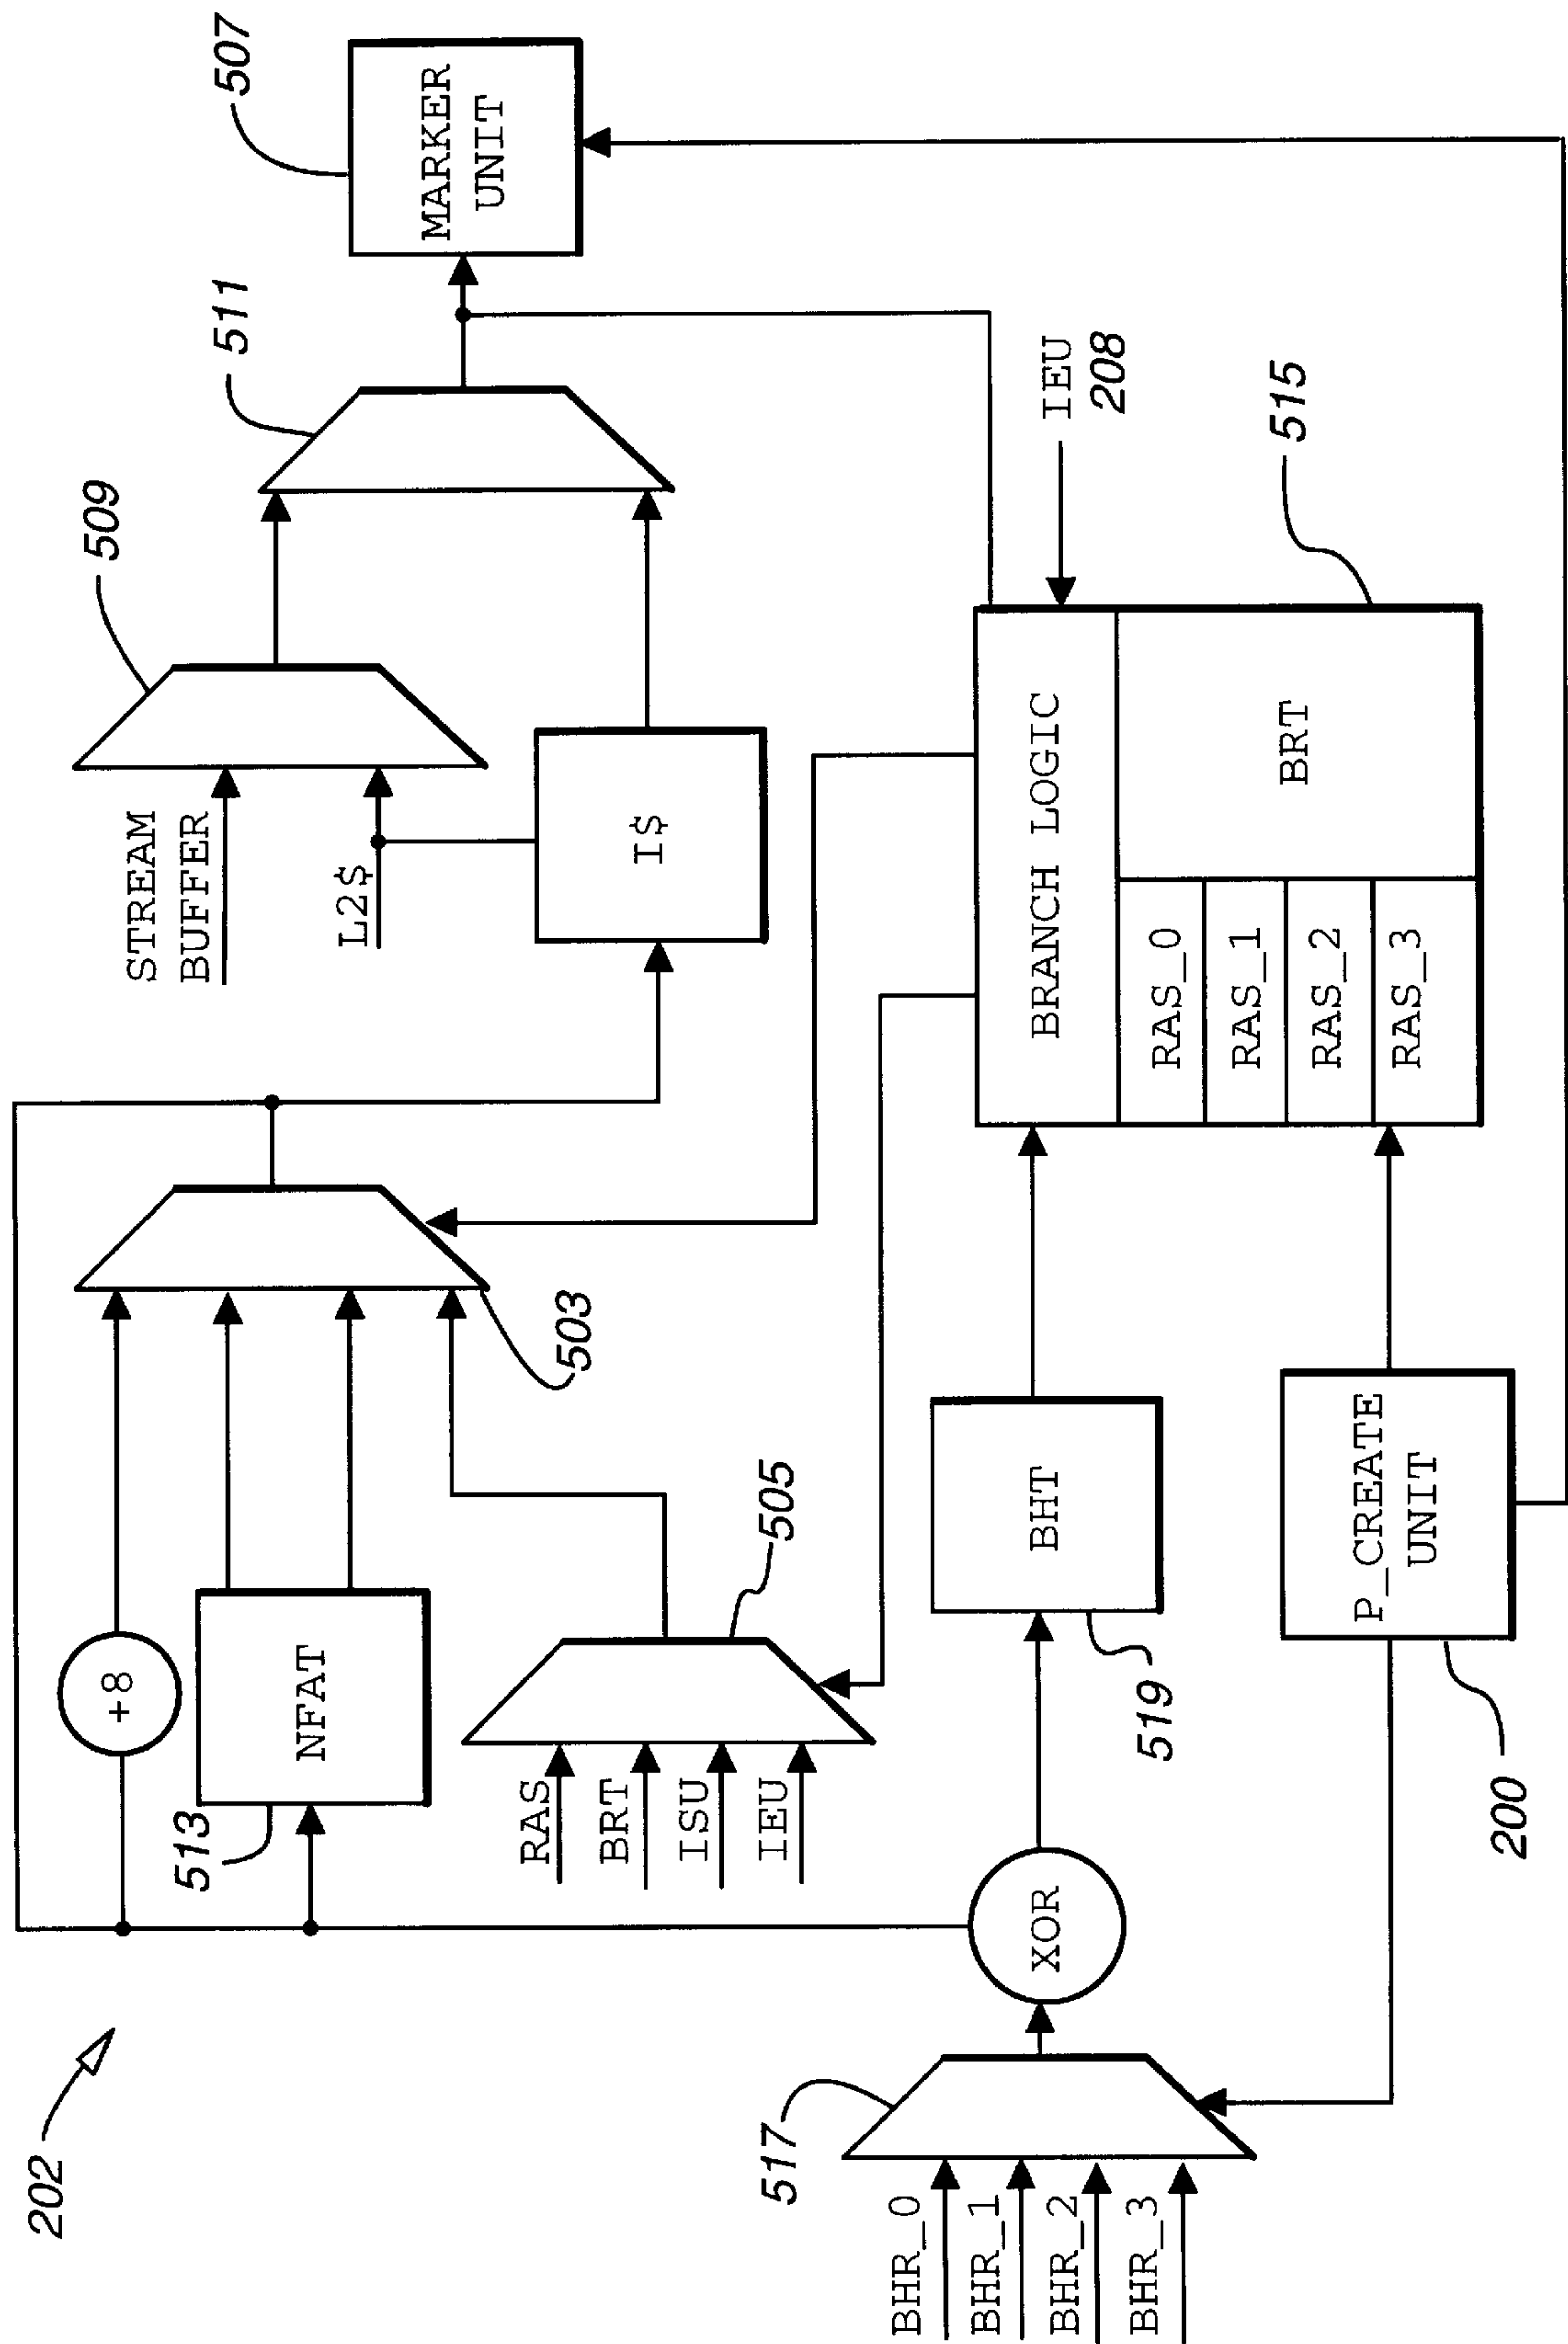 202
+8
513
NFAT
RAS
BRT
ISU
IEU
505
503
STREAM
BUFFER
L2$
509
I$
511
507
MARKER
UNIT
BHR_0
BHR_1
BHR_2
BHR_3
517
XOR
519
BHT
200
P_CREATE
UNIT
BRANCH LOGIC
RAS_0
RAS_1
RAS_2
RAS_3
BRT
515
IEU
208